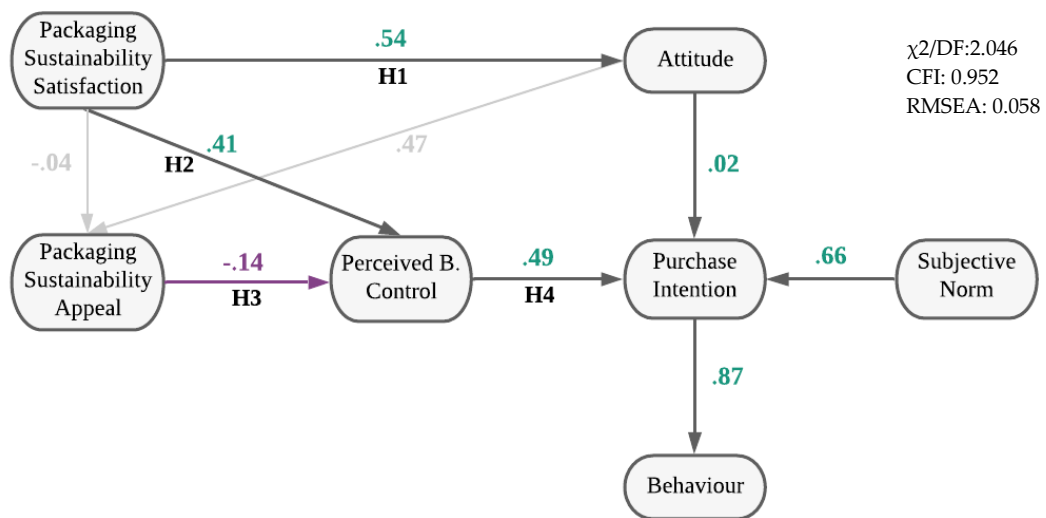 Packaging
Sustainability
Satisfaction
.54
H1
Attitude
χ2/DF:2.046
CFI: 0.952
RMSEA: 0.058
-.04
H2
.41
.47
.02
Packaging
Sustainability
Appeal
-.14
H3
Perceived B.
Control
.49
H4
Purchase
Intention
.66
Subjective
Norm
.87
Behaviour